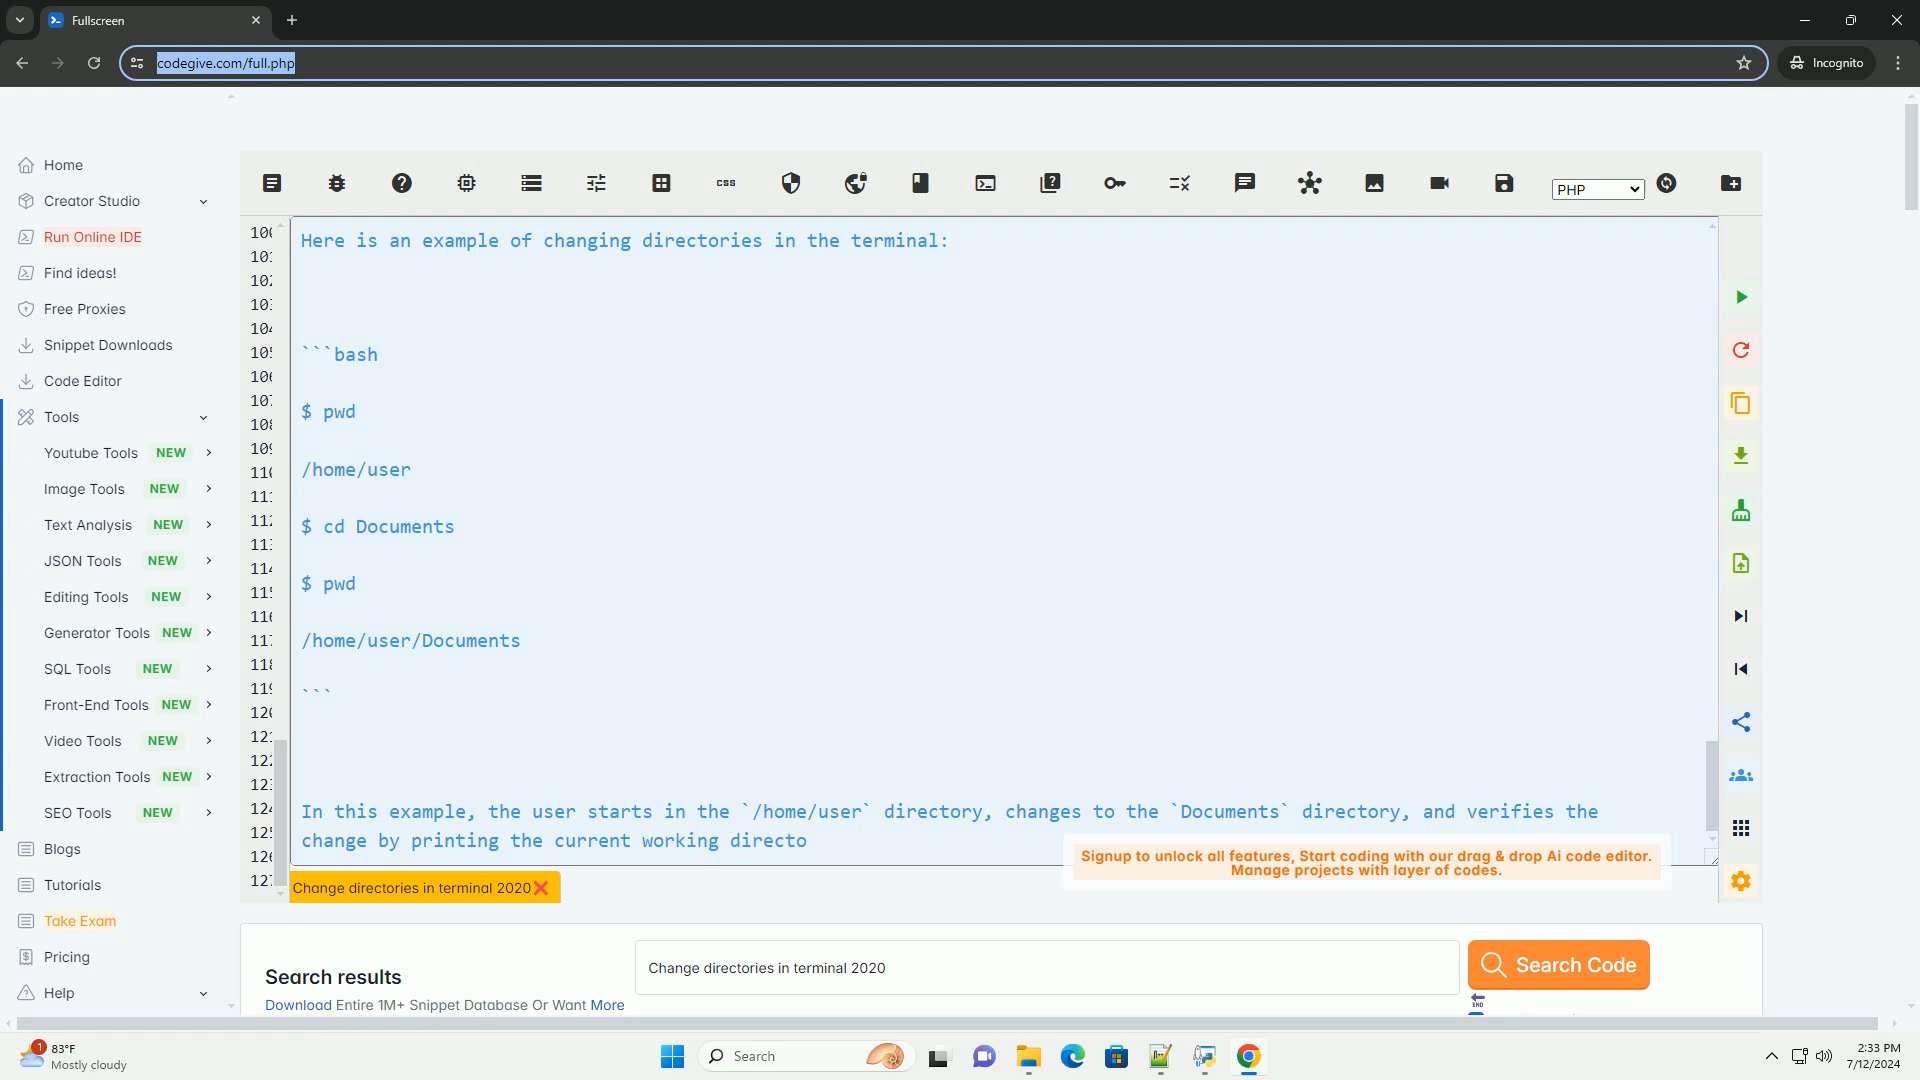 Fullscreen
codegive.com/full.php
Incognito
Home
Creator Studio
Run Online IDE
Find ideas!
Free Proxies
Snippet Downloads
Code Editor
Tools
Youtube Tools NEW
Image Tools NEW
Text Analysis NEW
JSON Tools NEW
Editing Tools NEW
Generator Tools NEW
SQL Tools NEW
Front-End Tools NEW
Video Tools NEW
Extraction Tools NEW
SEO Tools NEW
Blogs
Tutorials
Take Exam
Pricing
Help
css
PHP
Here is an example of changing directories in the terminal:
```bash
$ pwd
/home/user
$ cd Documents
$ pwd
/home/user/Documents
```
In this example, the user starts in the `/home/user` directory, changes to the `Documents` directory, and verifies the
change by printing the current working directo
Signup to unlock all features, Start coding with our drag & drop Ai code editor.
Manage projects with layer of codes.
Change directories in terminal 2020
Search results
Download Entire 1M+ Snippet Database Or Want More
Change directories in terminal 2020
Search Code
END
1
83°F
Mostly cloudy
Search
2:33 PM
7/12/2024